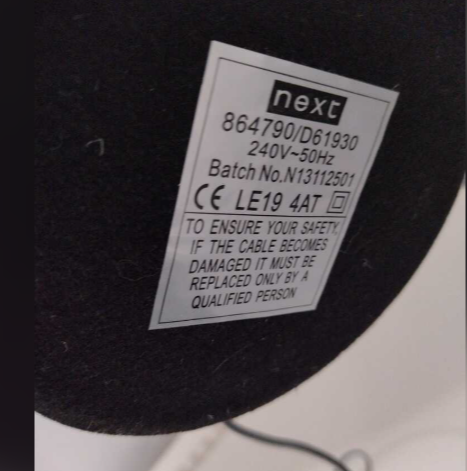 next
864790/D61930
240V~50Hz
Batch No.N13112501
CE LE19 4AT
TO ENSURE YOUR SAFETY,
IF THE CABLE BECOMES
DAMAGED IT MUST BE
REPLACED ONLY BY A
QUALIFIED PERSON